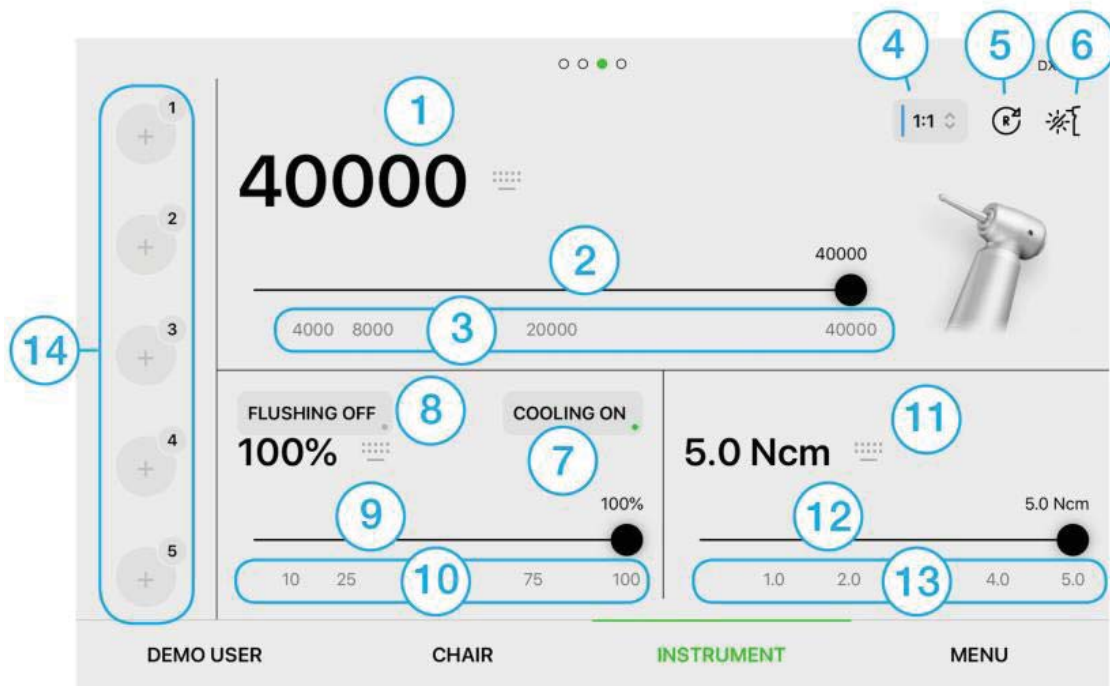 4 5 6
DX
1 1:1 R
1
40000
2 2
40000
3 4000 8000 3 20000 40000
14
FLUSHING OFF 8 COOLING ON 11
4 100% 7 5.0 Ncm
9 100% 12 5.0 Ncm
5
10 25 10 75 100 1.0 2.0 13 4.0 5.0
DEMO USER CHAIR INSTRUMENT MENU